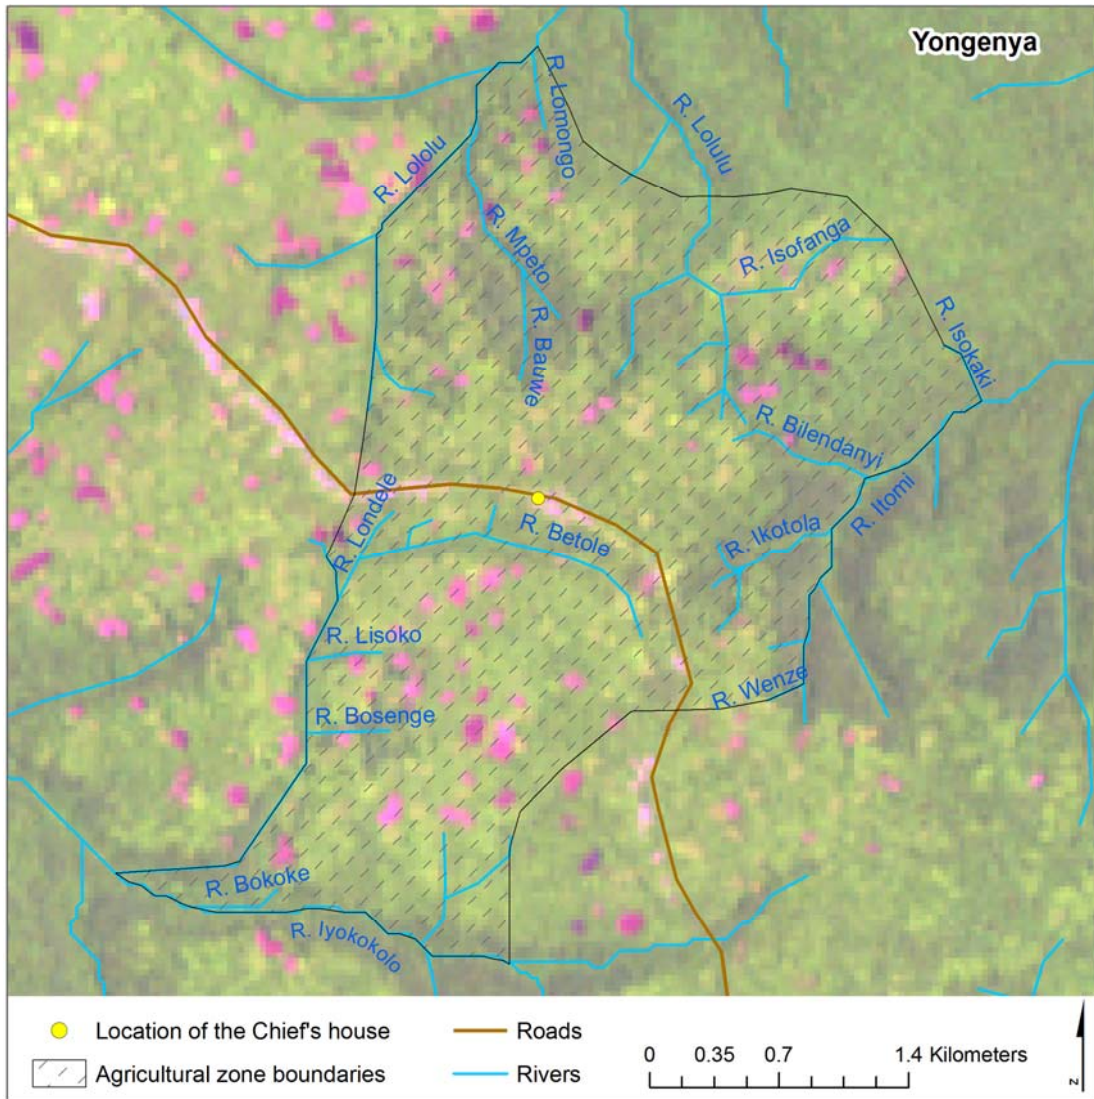 Yongenya
R. Lomongo
R. Lolulu
R. Lololu
R. Mpeto
R. Isofanga
R. Bauwe
R. Isokaki
R. Bilendanyi
R. Itomi
R. Londele
R. Betole
R. Ikotola
R. Lisoko
R. Wenze
R. Bosenge
R. Bokoke
R. Iyokokolo
Location of the Chief's house
Agricultural zone boundaries
Roads
Rivers
0 0.35 0.7 1.4 Kilometers
z